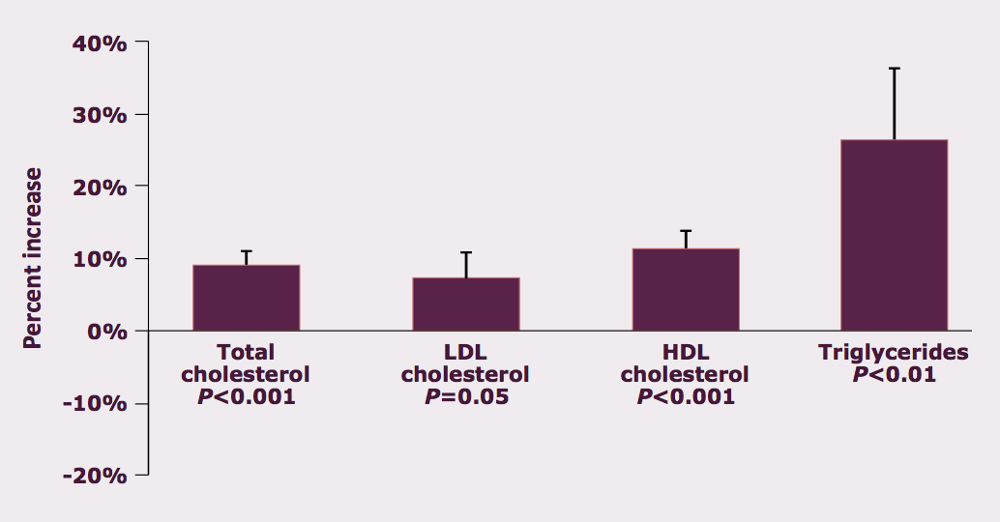 40%
30%
20%
10%
0%
-10%
-20%
Percent increase
Total
cholesterol
P<0.001
LDL
cholesterol
P=0.05
HDL
cholesterol
P<0.001
Triglycerides
P<0.01